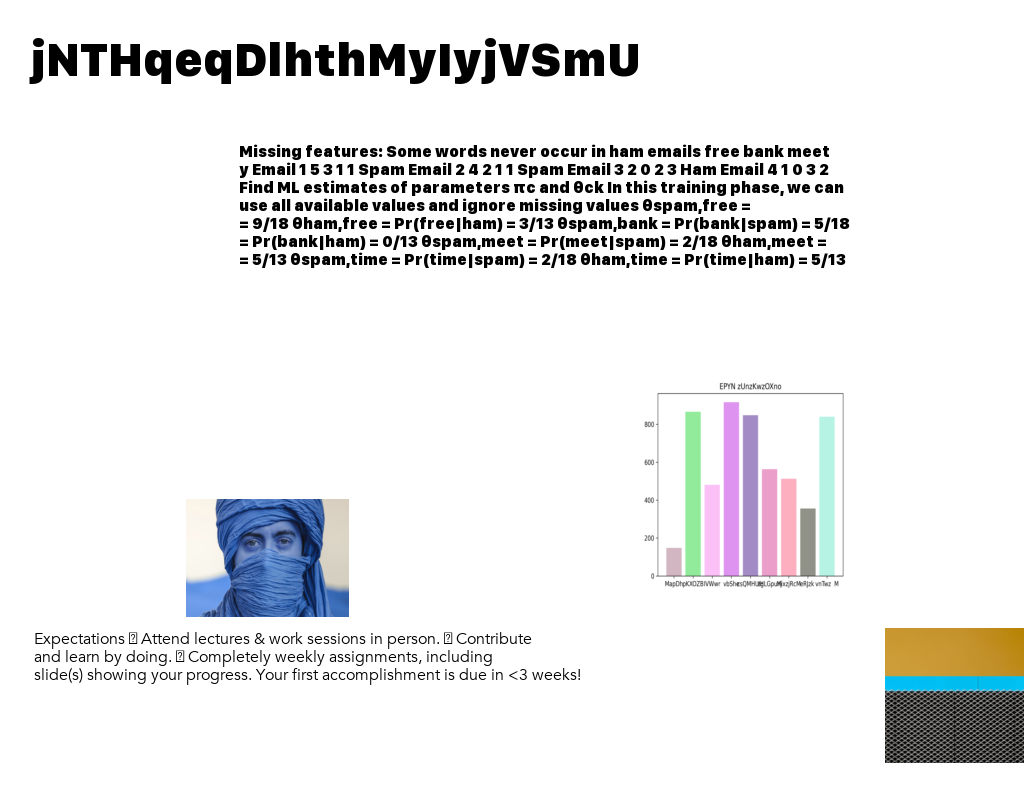 jNTHqeqDlhthMyIyjVSmU
Missing features: Some words never occur in ham emails free bank meet
y Email 1 5 3 1 1 Spam Email 2 4 2 1 1 Spam Email 3 2 0 2 3 Ham Email 4 1 0 3 2
Find ML estimates of parameters πc and θck In this training phase, we can
use all available values and ignore missing values θspam,free =
= 9/18 θham,free = Pr(free|ham) = 3/13 θspam,bank = Pr(bank|spam) = 5/18
= Pr(bank|ham) = 0/13 θspam,meet = Pr(meet|spam) = 2/18 θham,meet =
= 5/13 θspam,time = Pr(time|spam) = 2/18 θham,time = Pr(time|ham) = 5/13
EPYN zUnzKwzOXno
800
600
400
200
0
Expectations Attend lectures & work sessions in person. Contribute
and learn by doing. Completely weekly assignments, including
slide(s) showing your progress. Your first accomplishment is due in <3 weeks!